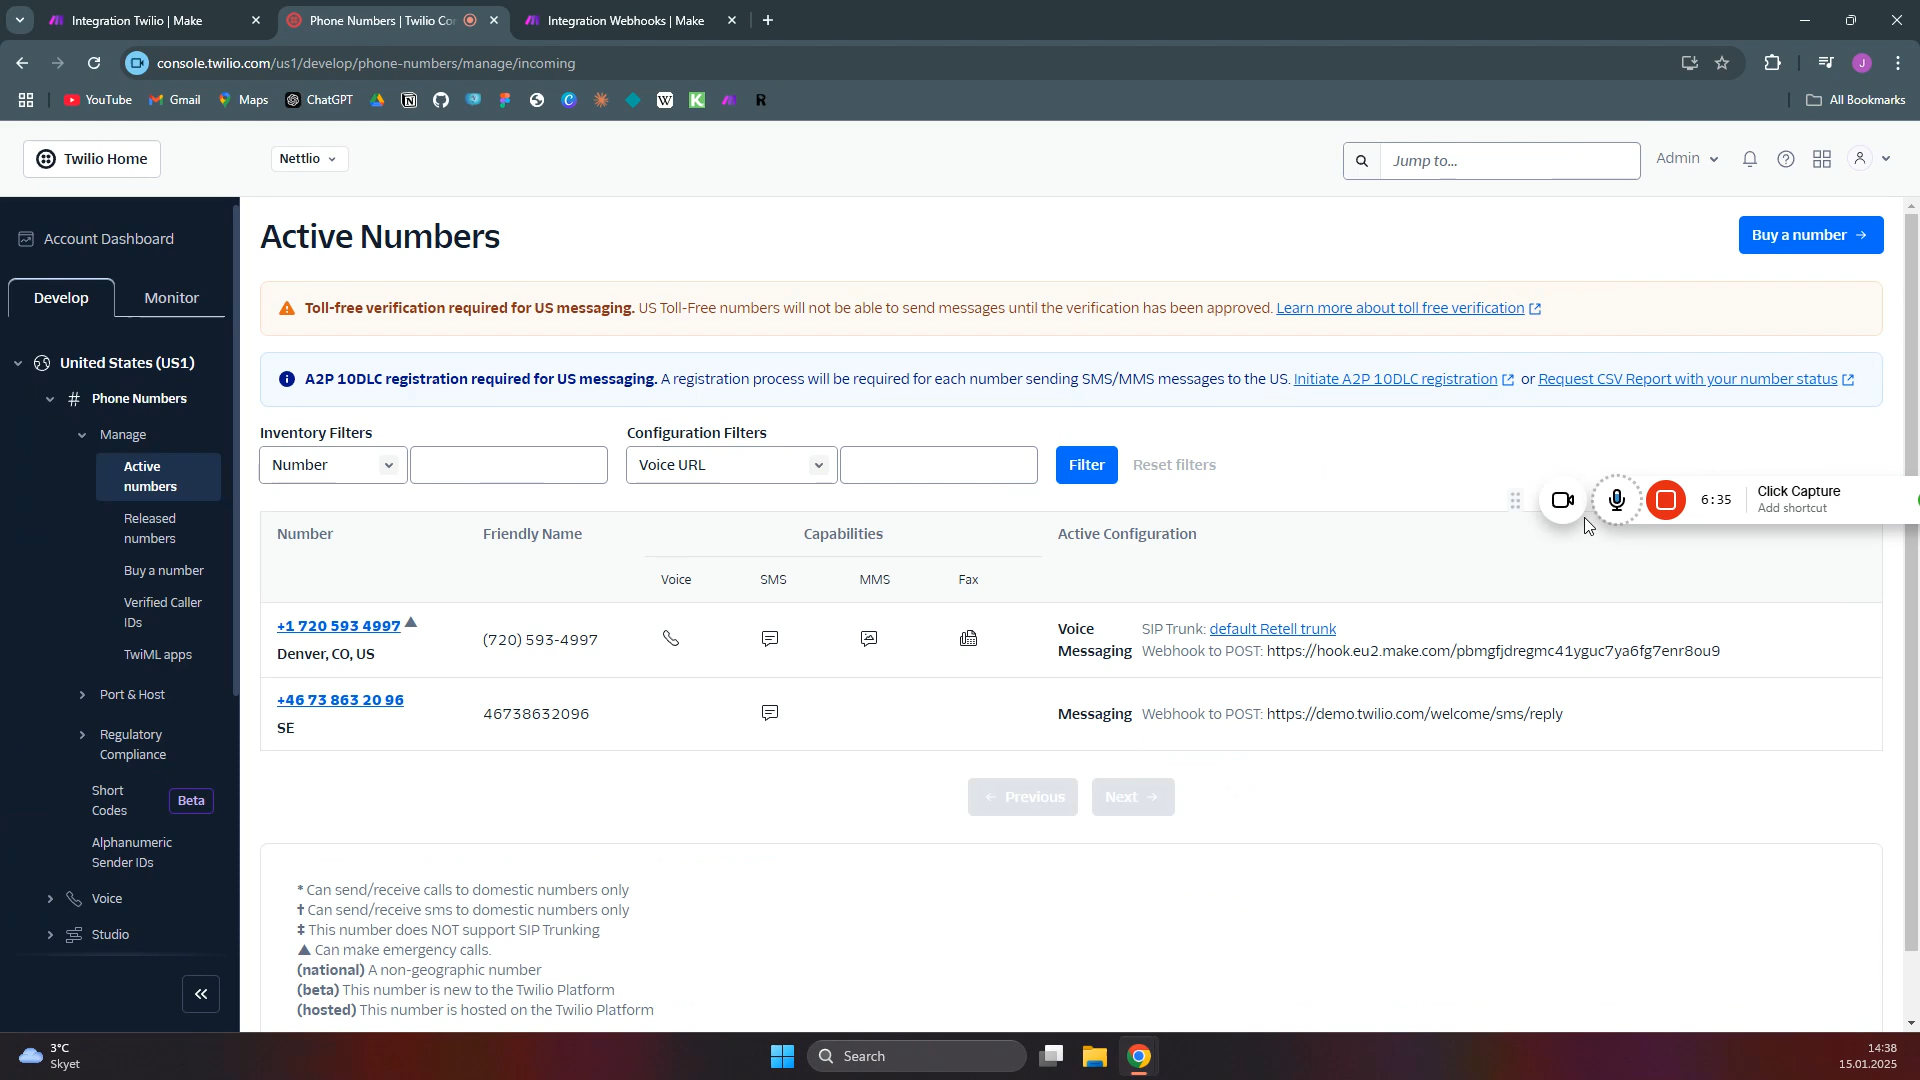 Integration Twilio | Make
Phone Numbers | Twilio Co
Integration Webhooks | Make
console.twilio.com/us1/develop/phone-numbers/manage/incoming
J
YouTube
Gmail
Maps
ChatGPT
All Bookmarks
Twilio Home
Nettlio
Jump to...
Admin
Account Dashboard
Develop
Monitor
United States (US1)
Phone Numbers
Manage
Active
numbers
Released
numbers
Buy a number
Verified Caller
IDs
TwiML apps
Port & Host
Regulatory
Compliance
Short
Codes
Beta
Alphanumeric
Sender IDs
Voice
Studio
Active Numbers
Buy a number →
Toll-free verification required for US messaging. US Toll-Free numbers will not be able to send messages until the verification has been approved. Learn more about toll free verification
A2P 10DLC registration required for US messaging. A registration process will be required for each number sending SMS/MMS messages to the US. Initiate A2P 10DLC registration or Request CSV Report with your number status
Inventory Filters
Configuration Filters
Number
Voice URL
Filter
Reset filters
6:35
Click Capture
Add shortcut
Number
Friendly Name
Capabilities
Active Configuration
Voice
SMS
MMS
Fax
+1 720 593 4997
Denver, CO, US
(720) 593-4997
Voice SIP Trunk: default Retell trunk
Messaging Webhook to POST: https://hook.eu2.make.com/pbmgfjdregmc41yguc7ya6fg7enr8ou9
+46 73 863 20 96
SE
46738632096
Messaging Webhook to POST: https://demo.twilio.com/welcome/sms/reply
← Previous
Next →
* Can send/receive calls to domestic numbers only
† Can send/receive sms to domestic numbers only
‡ This number does NOT support SIP Trunking
▲ Can make emergency calls.
(national) A non-geographic number
(beta) This number is new to the Twilio Platform
(hosted) This number is hosted on the Twilio Platform
3°C
Skyet
Search
14:38
15.01.2025